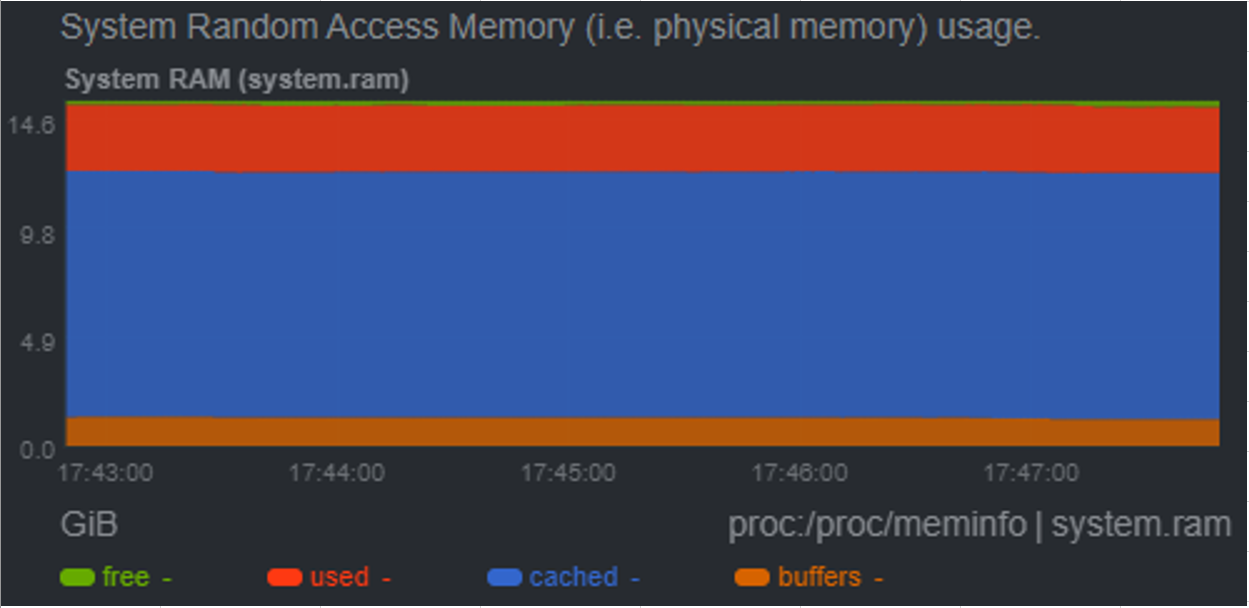 System Random Access Memory (i.e. physical memory) usage.
System RAM (system.ram)
14.6
9.8
4.9
0.0
17:43:00 17:44:00 17:45:00 17:46:00 17:47:00
GiB proc:/proc/meminfo | system.ram
free - used - cached - buffers -